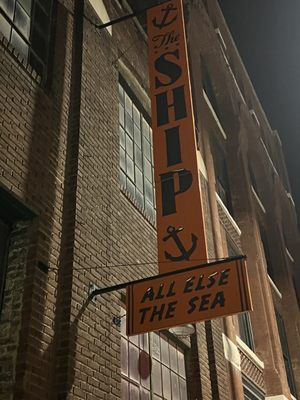 The
SHIP
ALL ELSE
THE SEA